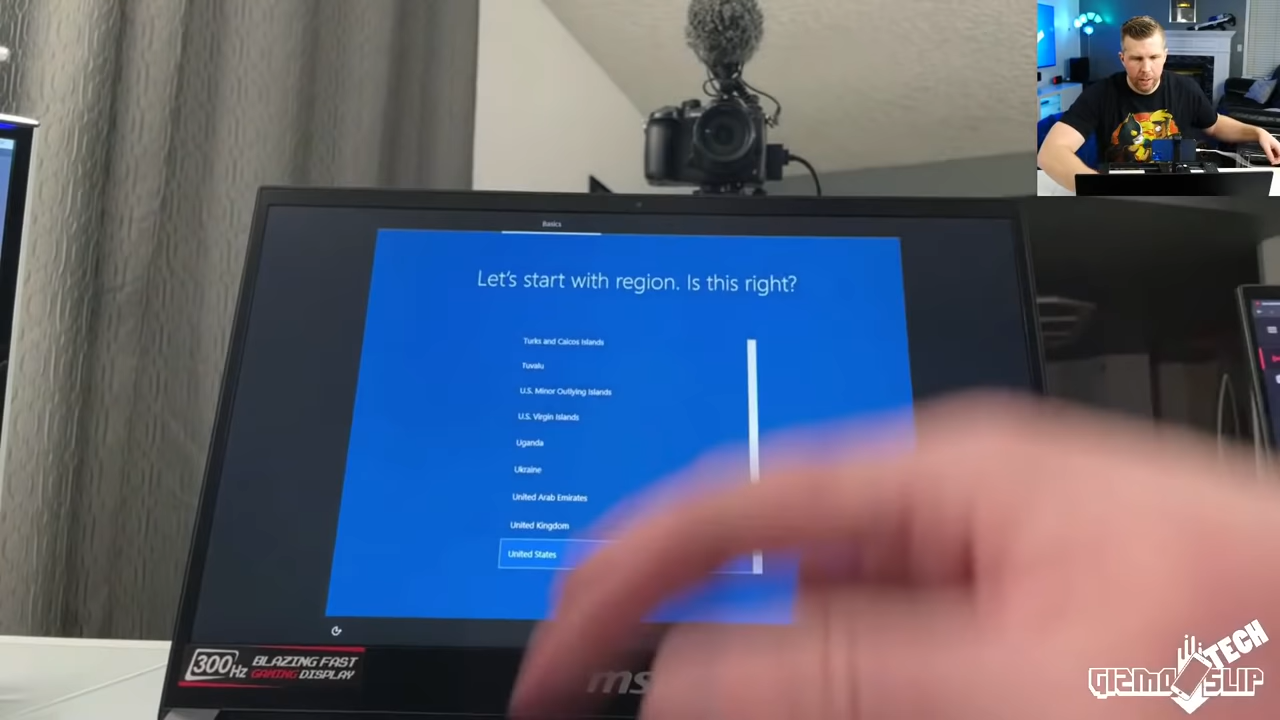 Basics
Let's start with region. Is this right?
Turks and Caicos Islands
Tuvalu
U.S. Minor Outlying Islands
U.S. Virgin Islands
Uganda
Ukraine
United Arab Emirates
United Kingdom
United States
300Hz BLAZING FAST
GAMING DISPLAY
ms
TECH
GIZMO SLIP